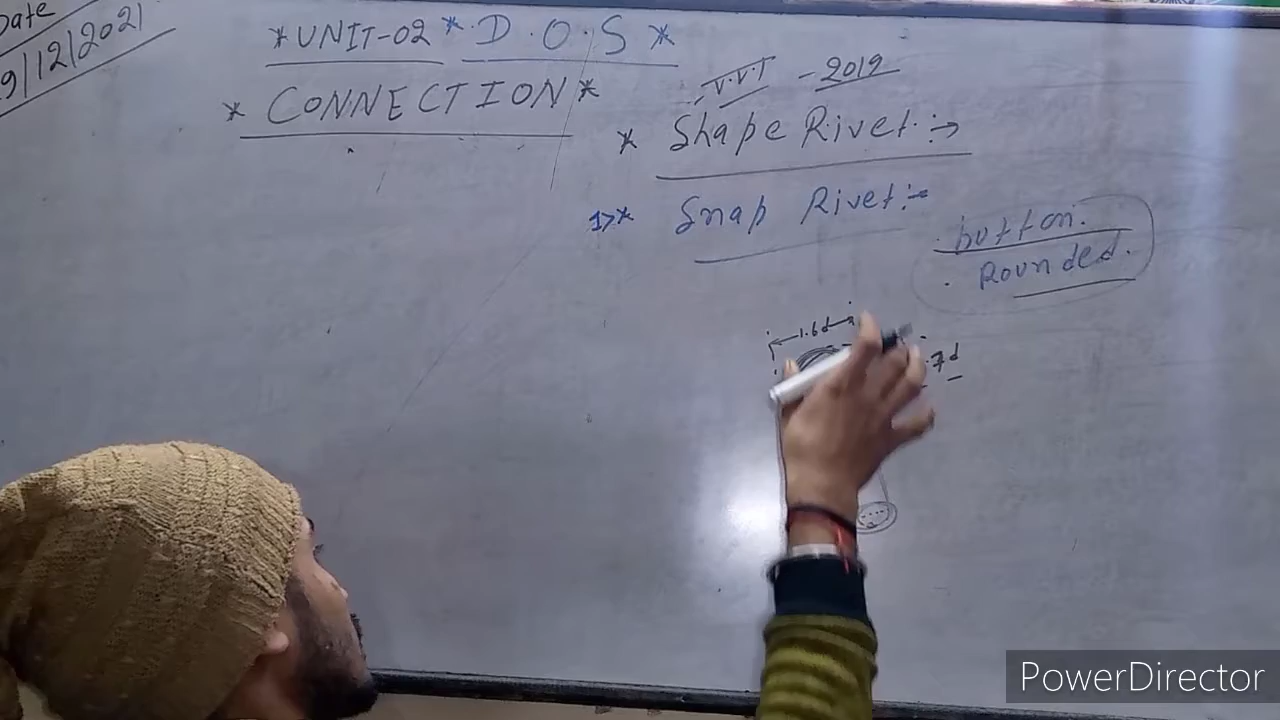 Date
9/12/2021
*UNIT-02 * D.O.S *
* CONNECTION *
V.V.I - 2019
* Shape Rivet :→
1>* Snap Rivet :-
. button.
. Rounded.
1.6d
.7d
PowerDirector